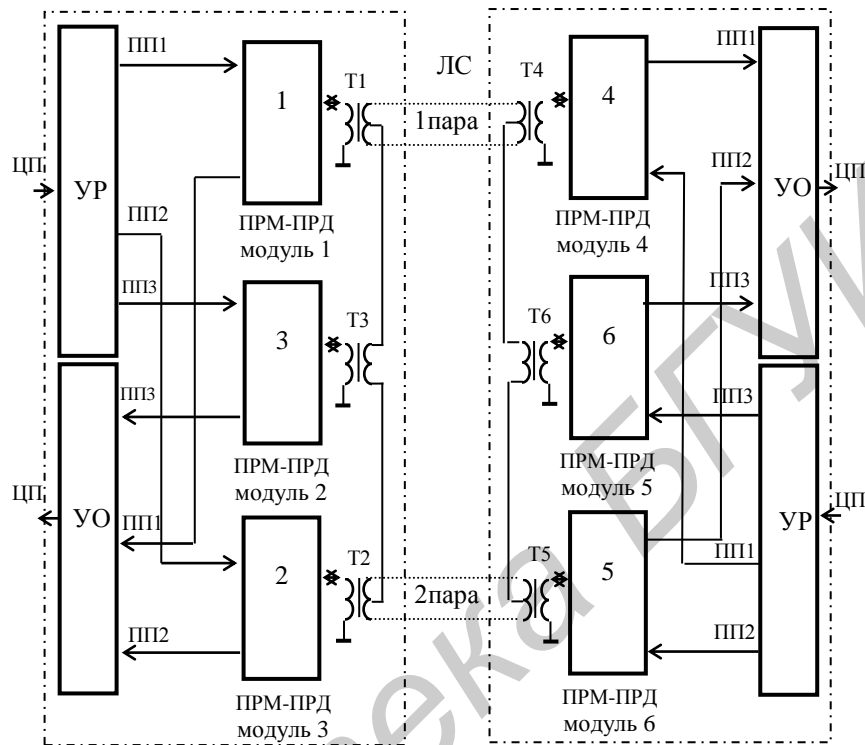 ПП1
Т1
ЛС
Т4
ПП1
1
4
1пара
ЦП
УР
ПП2
УО
ЦП
ПП2
ПРМ-ПРД
модуль 1
ПРМ-ПРД
модуль 4
ПП3
Т3
Т6
ПП3
3
6
ПП3
ПП3
ПРМ-ПРД
модуль 2
ПРМ-ПРД
модуль 5
ЦП
УО
ПП1
УР
ЦП
Т2
Т5
ПП1
2
5
2пара
ПП2
ПП2
ПРМ-ПРД
модуль 3
ПРМ-ПРД
модуль 6
ека БГУИ